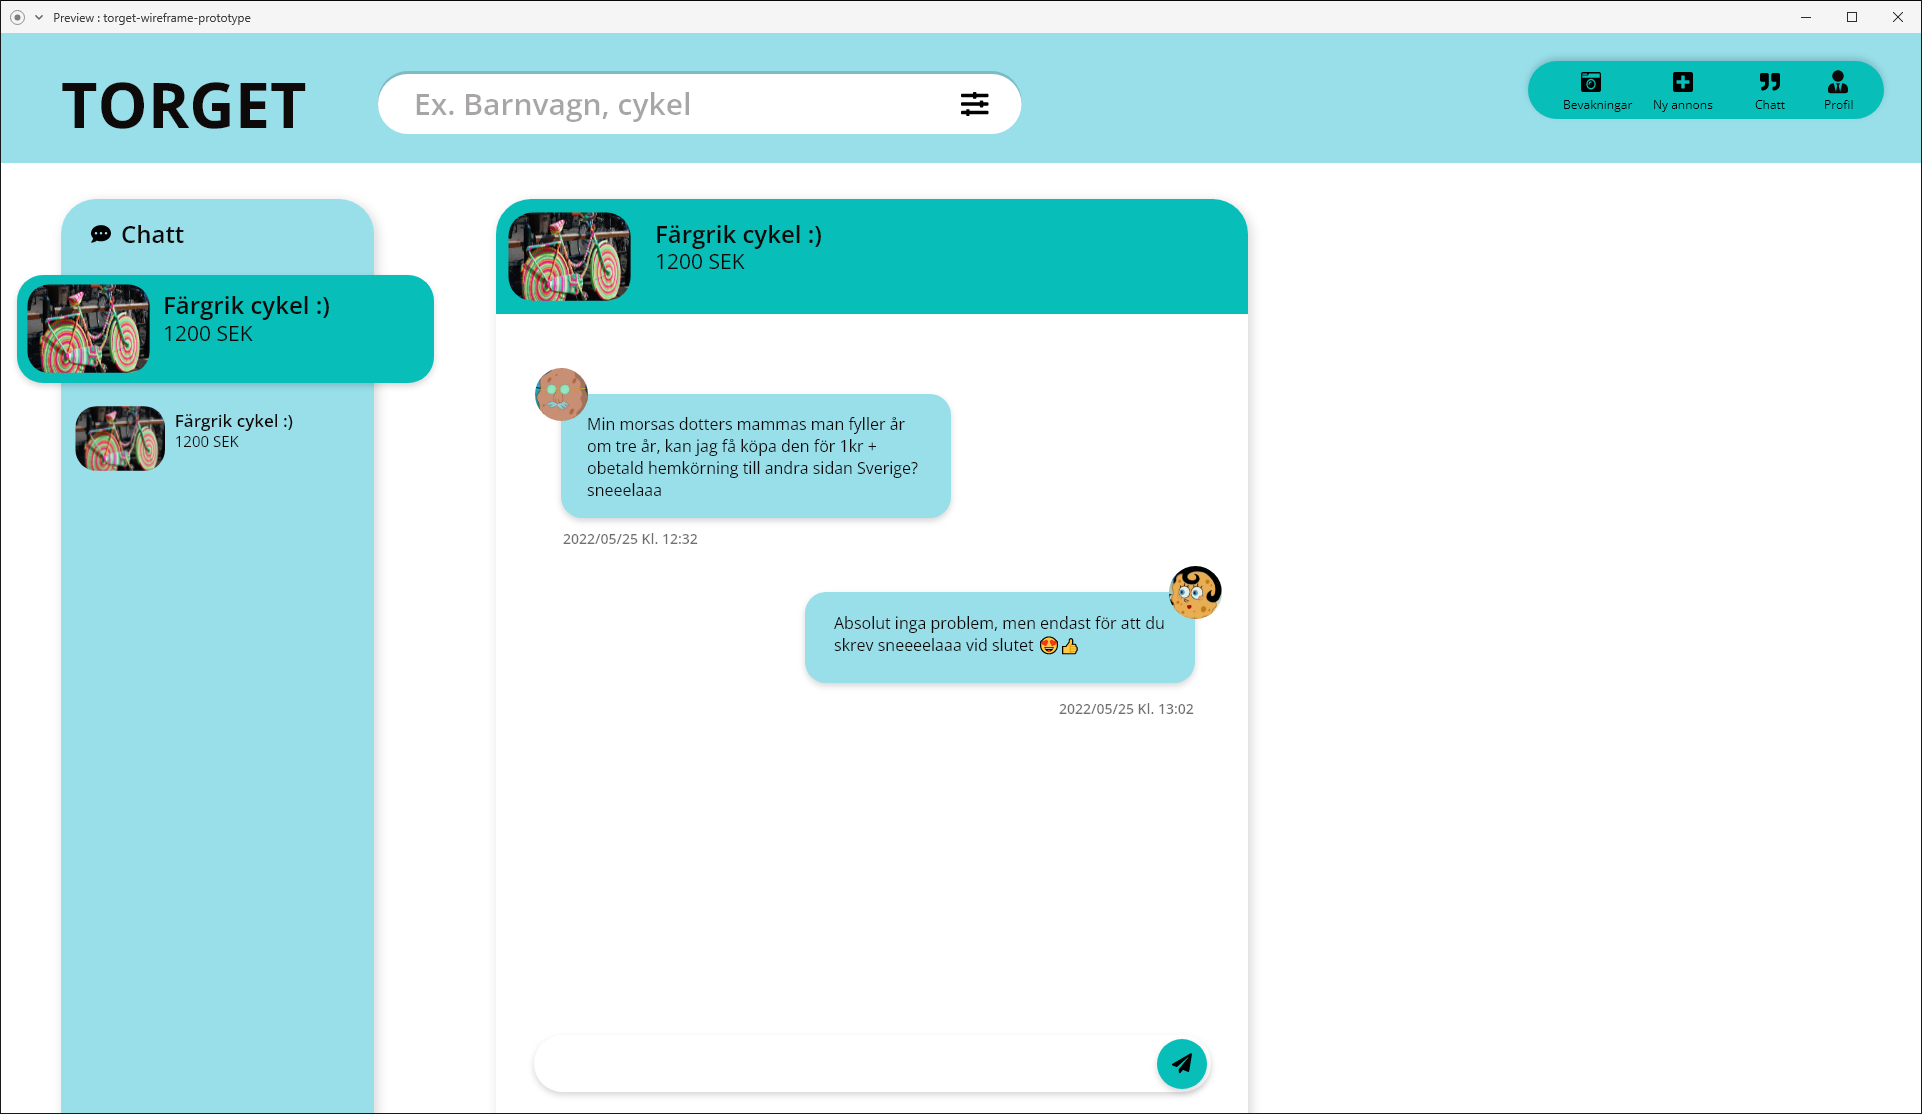 Preview : torget-wireframe-prototype
TORGET
Ex. Barnvagn, cykel
Bevakningar
Ny annons
Chatt
Profil
Chatt
Färgrik cykel :)
1200 SEK
Färgrik cykel :)
1200 SEK
Färgrik cykel :)
1200 SEK
Min morsas dotters mammas man fyller år
om tre år, kan jag få köpa den för 1kr +
obetald hemkörning till andra sidan Sverige?
sneeelaaa
2022/05/25 Kl. 12:32
Absolut inga problem, men endast för att du
skrev sneeeelaaa vid slutet 😍👍
2022/05/25 Kl. 13:02